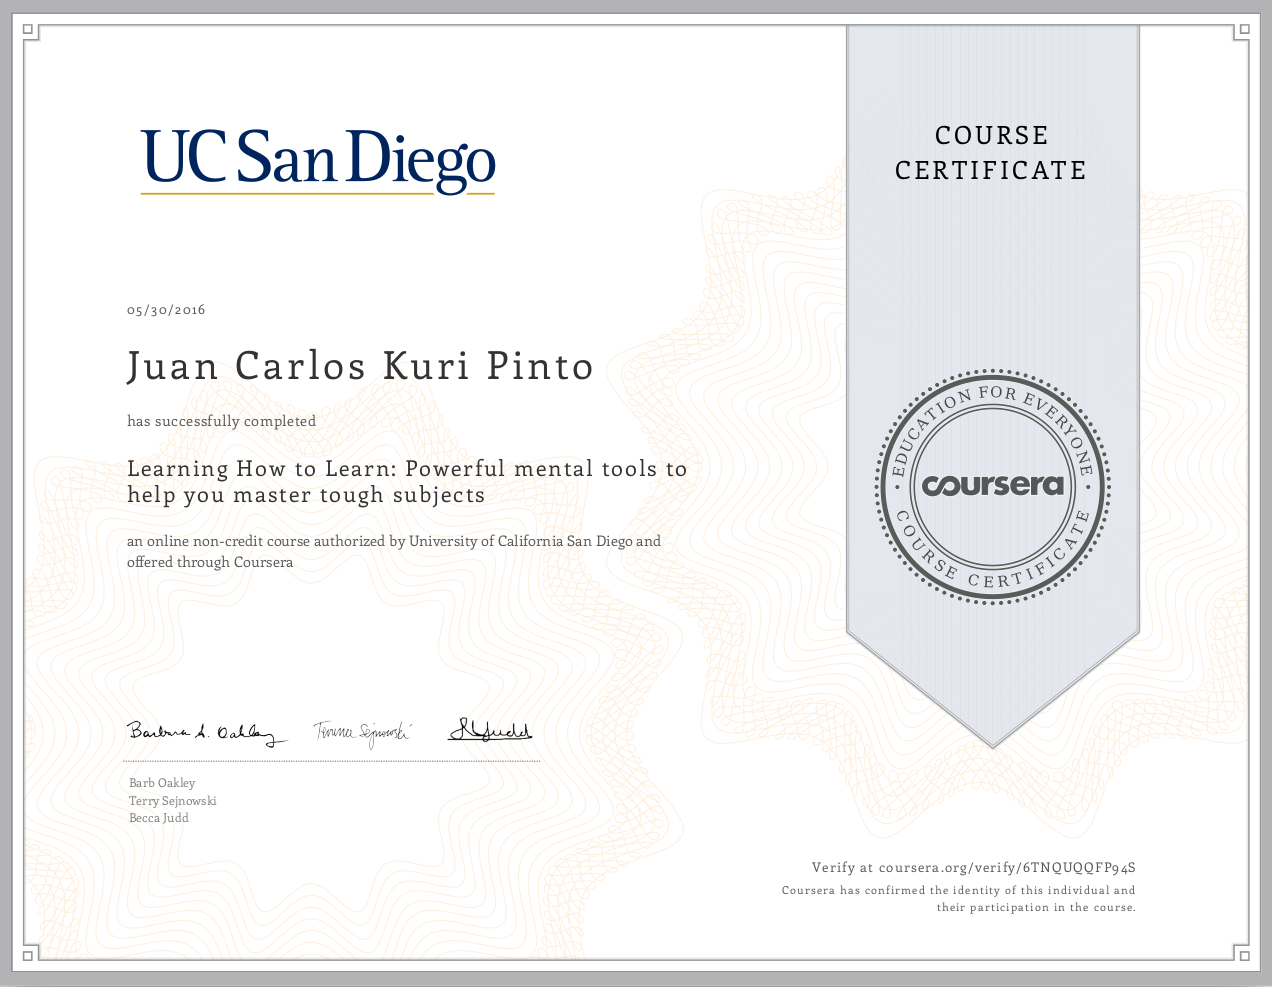 UC San Diego
COURSE
CERTIFICATE
05/30/2016
Juan Carlos Kuri Pinto
has successfully completed
Learning How to Learn: Powerful mental tools to
help you master tough subjects
an online non-credit course authorized by University of California San Diego and
offered through Coursera
EDUCATION FOR EVERYONE
coursera
COURSE CERTIFICATE
Barbara A. Oakley Terrence Sejnowski
Barb Oakley
Terry Sejnowski
Becca Judd
Verify at coursera.org/verify/6TNQUQQFP94S
Coursera has confirmed the identity of this individual and
their participation in the course.